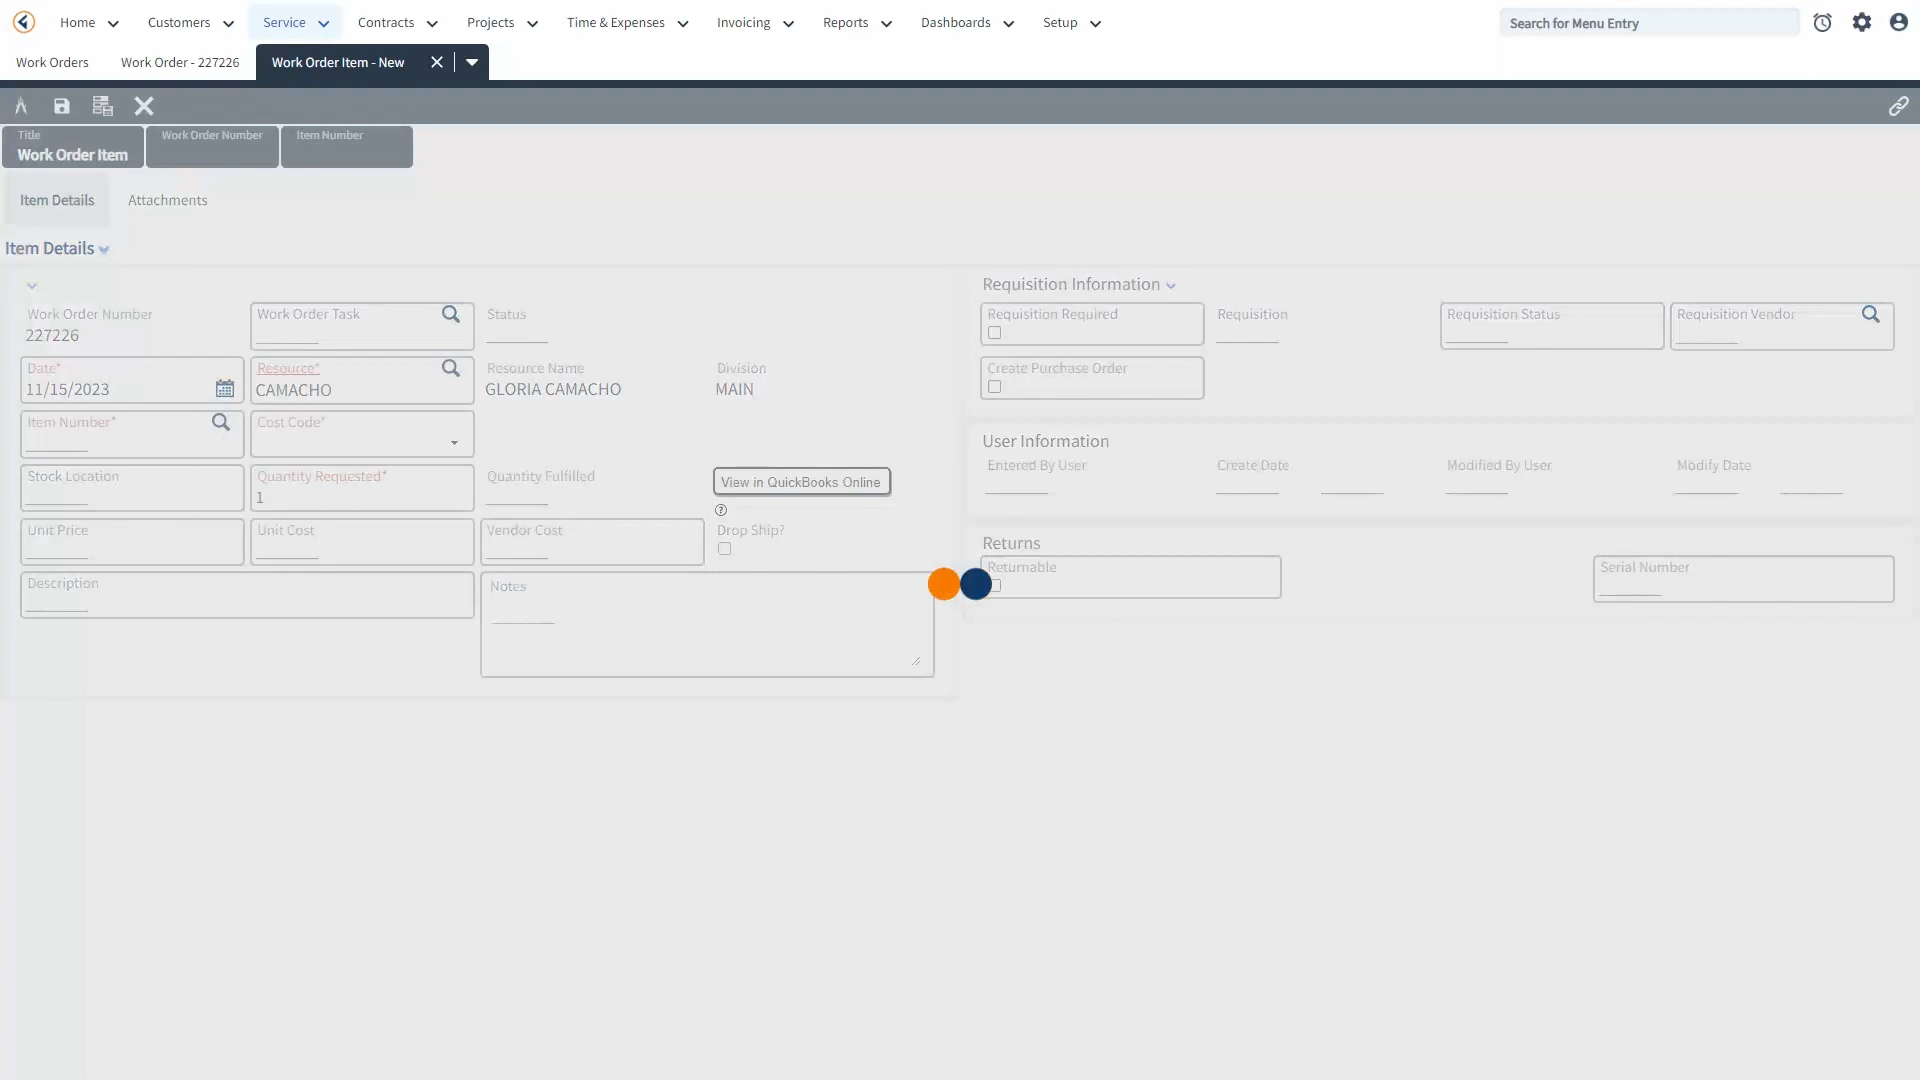 Home Customers Service Contracts Projects Time & Expenses Invoicing Reports Dashboards Setup Search for Menu Entry
Work Orders Work Order - 227226 Work Order Item - New
Title Work Order Number Item Number
Work Order Item
Item Details Attachments
Item Details
Requisition Information
Work Order Number Work Order Task Status Requisition Required Requisition Requisition Status Requisition Vendor
227226
Date* Resource* Resource Name Division Create Purchase Order
11/15/2023 CAMACHO GLORIA CAMACHO MAIN
Item Number* Cost Code*
User Information
Entered By User Create Date Modified By User Modify Date
Stock Location Quantity Requested* Quantity Fulfilled View in QuickBooks Online
1
?
Unit Price Unit Cost Vendor Cost Drop Ship?
Returns
Returnable Serial Number
Description Notes